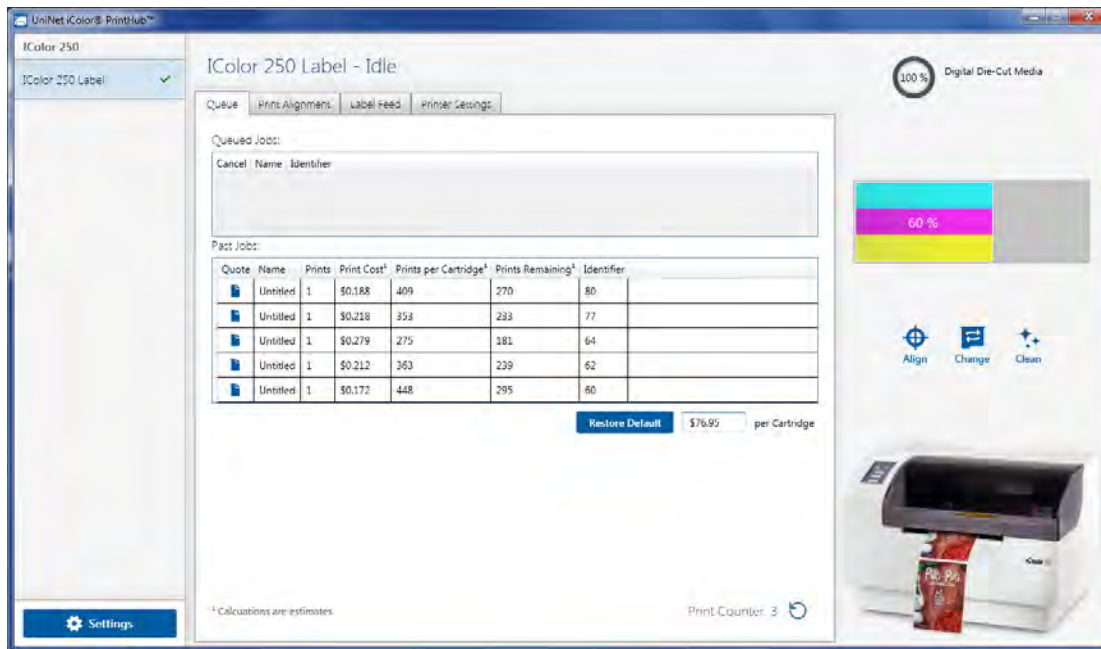 UniNet iColor® PrintHub™
IColor 250
IColor 250 Label
IColor 250 Label - Idle
100 %
Digital Die-Cut Media
Queue Print Alignment Label Feed Printer Settings
Queued Jobs:
Cancel Name Identifier
60 %
Past Jobs:
Quote Name Prints Print Cost¹ Prints per Cartridge¹ Prints Remaining¹ Identifier
Untitled 1 $0.188 409 270 80
Untitled 1 $0.218 353 233 77
Untitled 1 $0.279 275 181 64
Untitled 1 $0.212 363 239 62
Untitled 1 $0.172 448 295 60
Align Change Clean
Restore Default $76.95 per Cartridge
¹ Calculations are estimates
Print Counter: 3
Settings